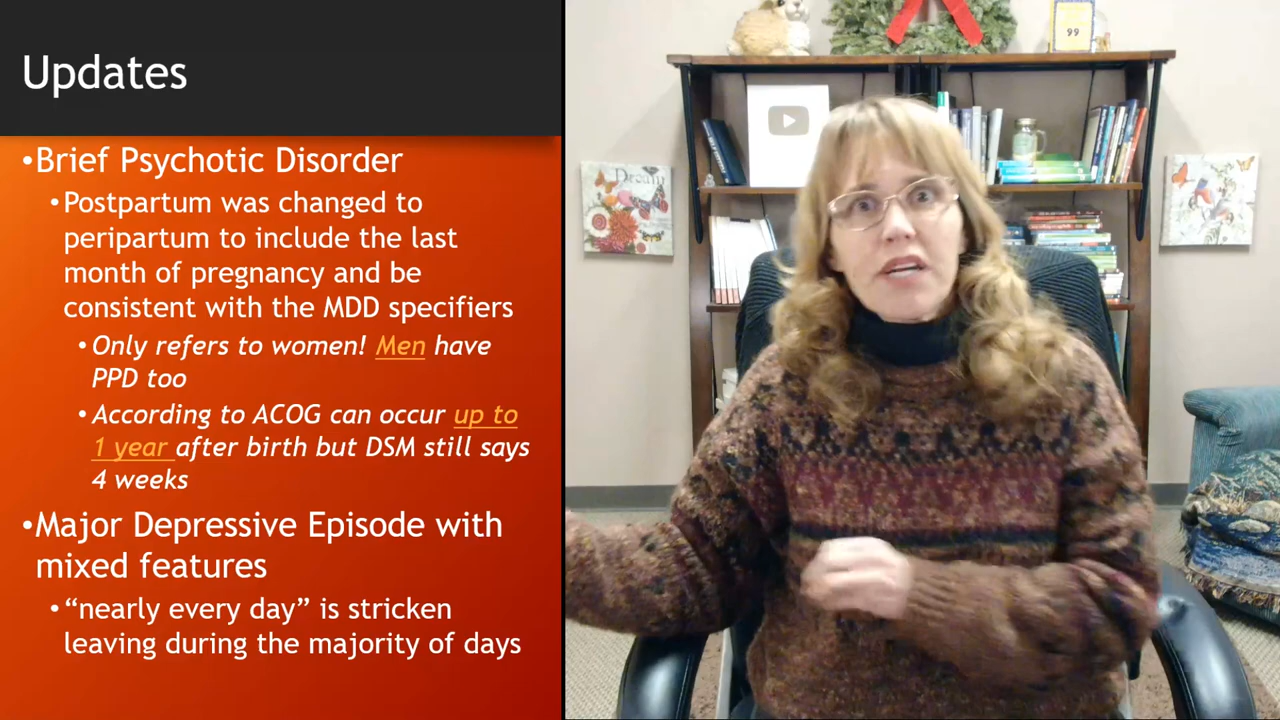 Updates
•Brief Psychotic Disorder
•Postpartum was changed to
peripartum to include the last
month of pregnancy and be
consistent with the MDD specifiers
•Only refers to women! Men have
PPD too
•According to ACOG can occur up to
1 year after birth but DSM still says
4 weeks
•Major Depressive Episode with
mixed features
•“nearly every day” is stricken
leaving during the majority of days
99
Dream